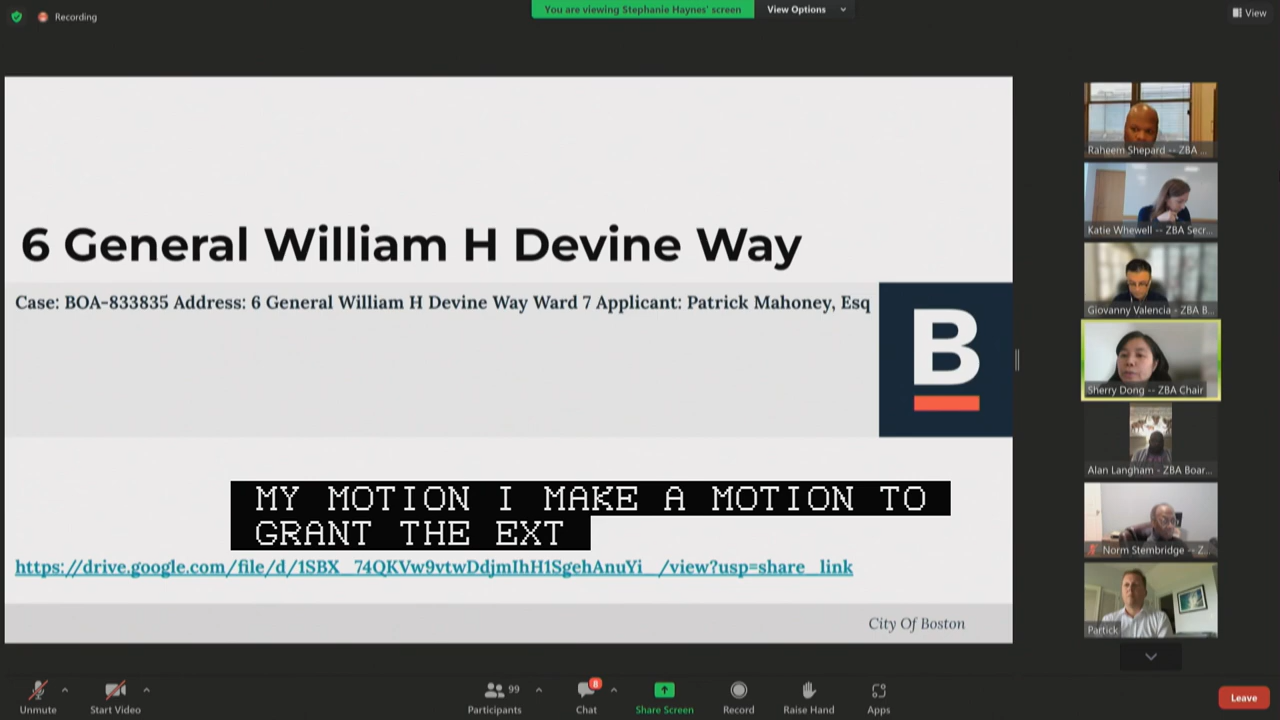 Recording
You are viewing Stephanie Haynes' screen
View Options
View
6 General William H Devine Way
Case: BOA-833835 Address: 6 General William H Devine Way Ward 7 Applicant: Patrick Mahoney, Esq
B
MY MOTION I MAKE A MOTION TO
GRANT THE EXT
https://drive.google.com/file/d/1SBX_74QKVw9vtwDdjmIhH1SgehAnuYi_/view?usp=share_link
City Of Boston
Raheem Shepard -- ZBA ...
Katie Whewell -- ZBA Secr...
Giovanny Valencia - ZBA B...
Sherry Dong -- ZBA Chair
Alan Langham - ZBA Boar...
Norm Stembridge -- Z...
Partick
Unmute
Start Video
99
Participants
8
Chat
Share Screen
Record
Raise Hand
Apps
Leave